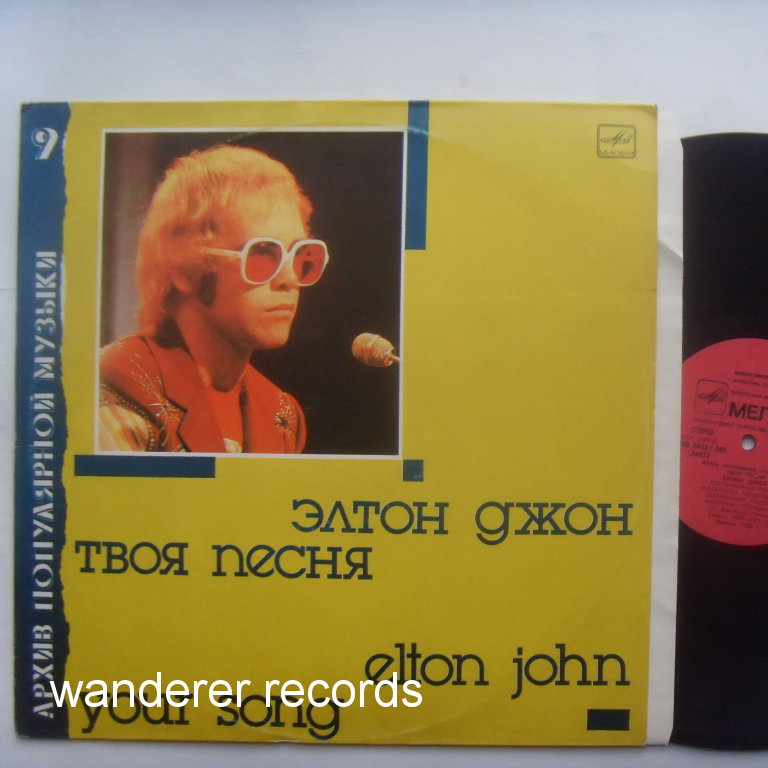 9
АРХИВ ПОПУЛЯРНОЙ МУЗЫКИ
МЕЛОДИЯ
ЭЛТОН ДЖОН
ТВОЯ ПЕСНЯ
elton john
your song
wanderer records
МЕЛ
СТЕРЕО